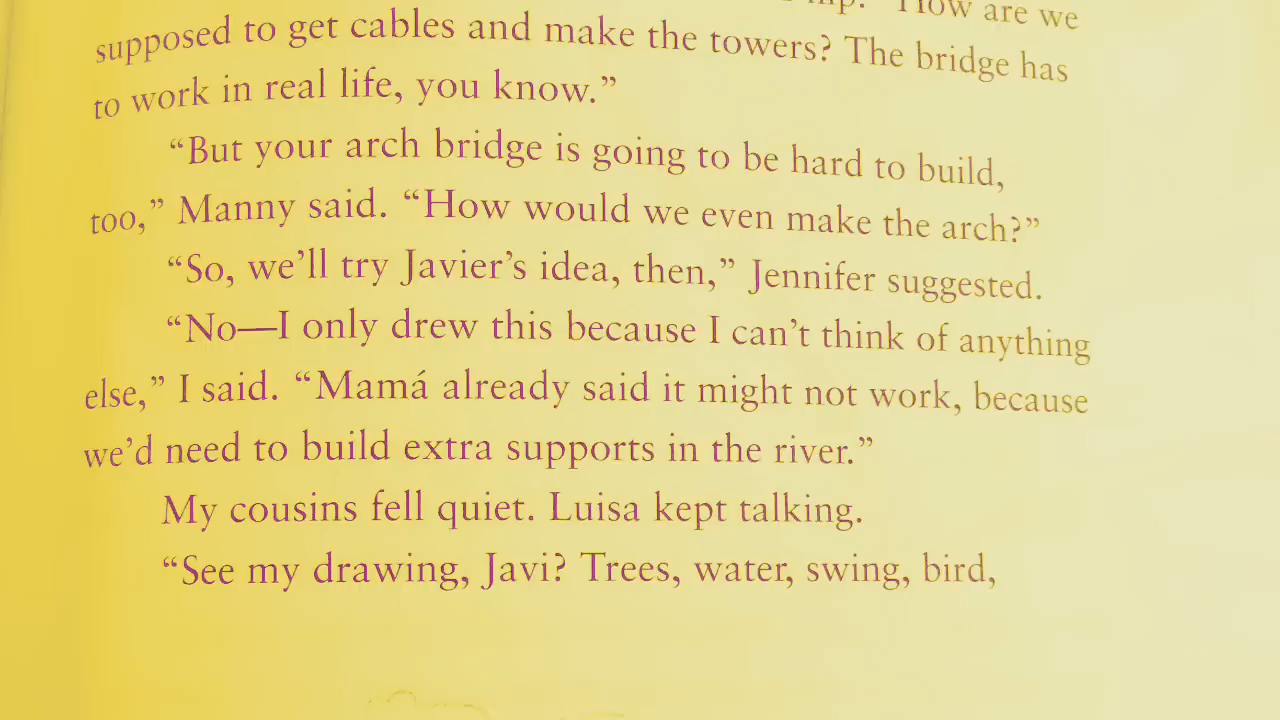 How are we
supposed to get cables and make the towers? The bridge has
to work in real life, you know.”
“But your arch bridge is going to be hard to build,
too,” Manny said. “How would we even make the arch?”
“So, we’ll try Javier’s idea, then,” Jennifer suggested.
“No—I only drew this because I can’t think of anything
else,” I said. “Mamá already said it might not work, because
we’d need to build extra supports in the river.”
My cousins fell quiet. Luisa kept talking.
“See my drawing, Javi? Trees, water, swing, bird,